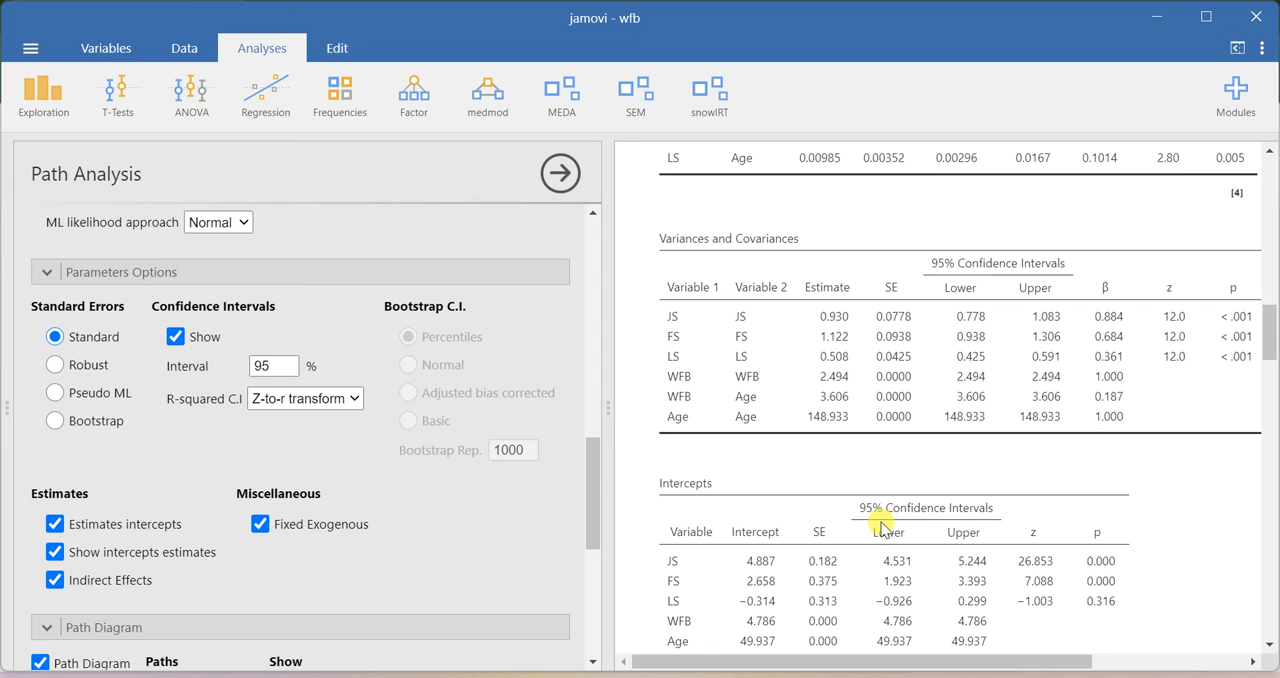 jamovi - wfb
Variables Data Analyses Edit
Exploration T-Tests ANOVA Regression Frequencies Factor medmod MEDA SEM snowIRT Modules
Path Analysis
ML likelihood approach Normal
Parameters Options
Standard Errors Confidence Intervals Bootstrap C.I.
Standard Show Percentiles
Robust Interval 95 % Normal
Pseudo ML R-squared C.I Z-to-r transform Adjusted bias corrected
Bootstrap Basic
Bootstrap Rep. 1000
Estimates Miscellaneous
Estimates intercepts Fixed Exogenous
Show intercepts estimates
Indirect Effects
Path Diagram
Path Diagram Paths Show
LS Age 0.00985 0.00352 0.00296 0.0167 0.1014 2.80 0.005
[4]
Variances and Covariances
95% Confidence Intervals
Variable 1 Variable 2 Estimate SE Lower Upper β z p
JS JS 0.930 0.0778 0.778 1.083 0.884 12.0 < .001
FS FS 1.122 0.0938 0.938 1.306 0.684 12.0 < .001
LS LS 0.508 0.0425 0.425 0.591 0.361 12.0 < .001
WFB WFB 2.494 0.0000 2.494 2.494 1.000
WFB Age 3.606 0.0000 3.606 3.606 0.187
Age Age 148.933 0.0000 148.933 148.933 1.000
Intercepts
95% Confidence Intervals
Variable Intercept SE Lower Upper z p
JS 4.887 0.182 4.531 5.244 26.853 0.000
FS 2.658 0.375 1.923 3.393 7.088 0.000
LS −0.314 0.313 −0.926 0.299 −1.003 0.316
WFB 4.786 0.000 4.786 4.786
Age 49.937 0.000 49.937 49.937